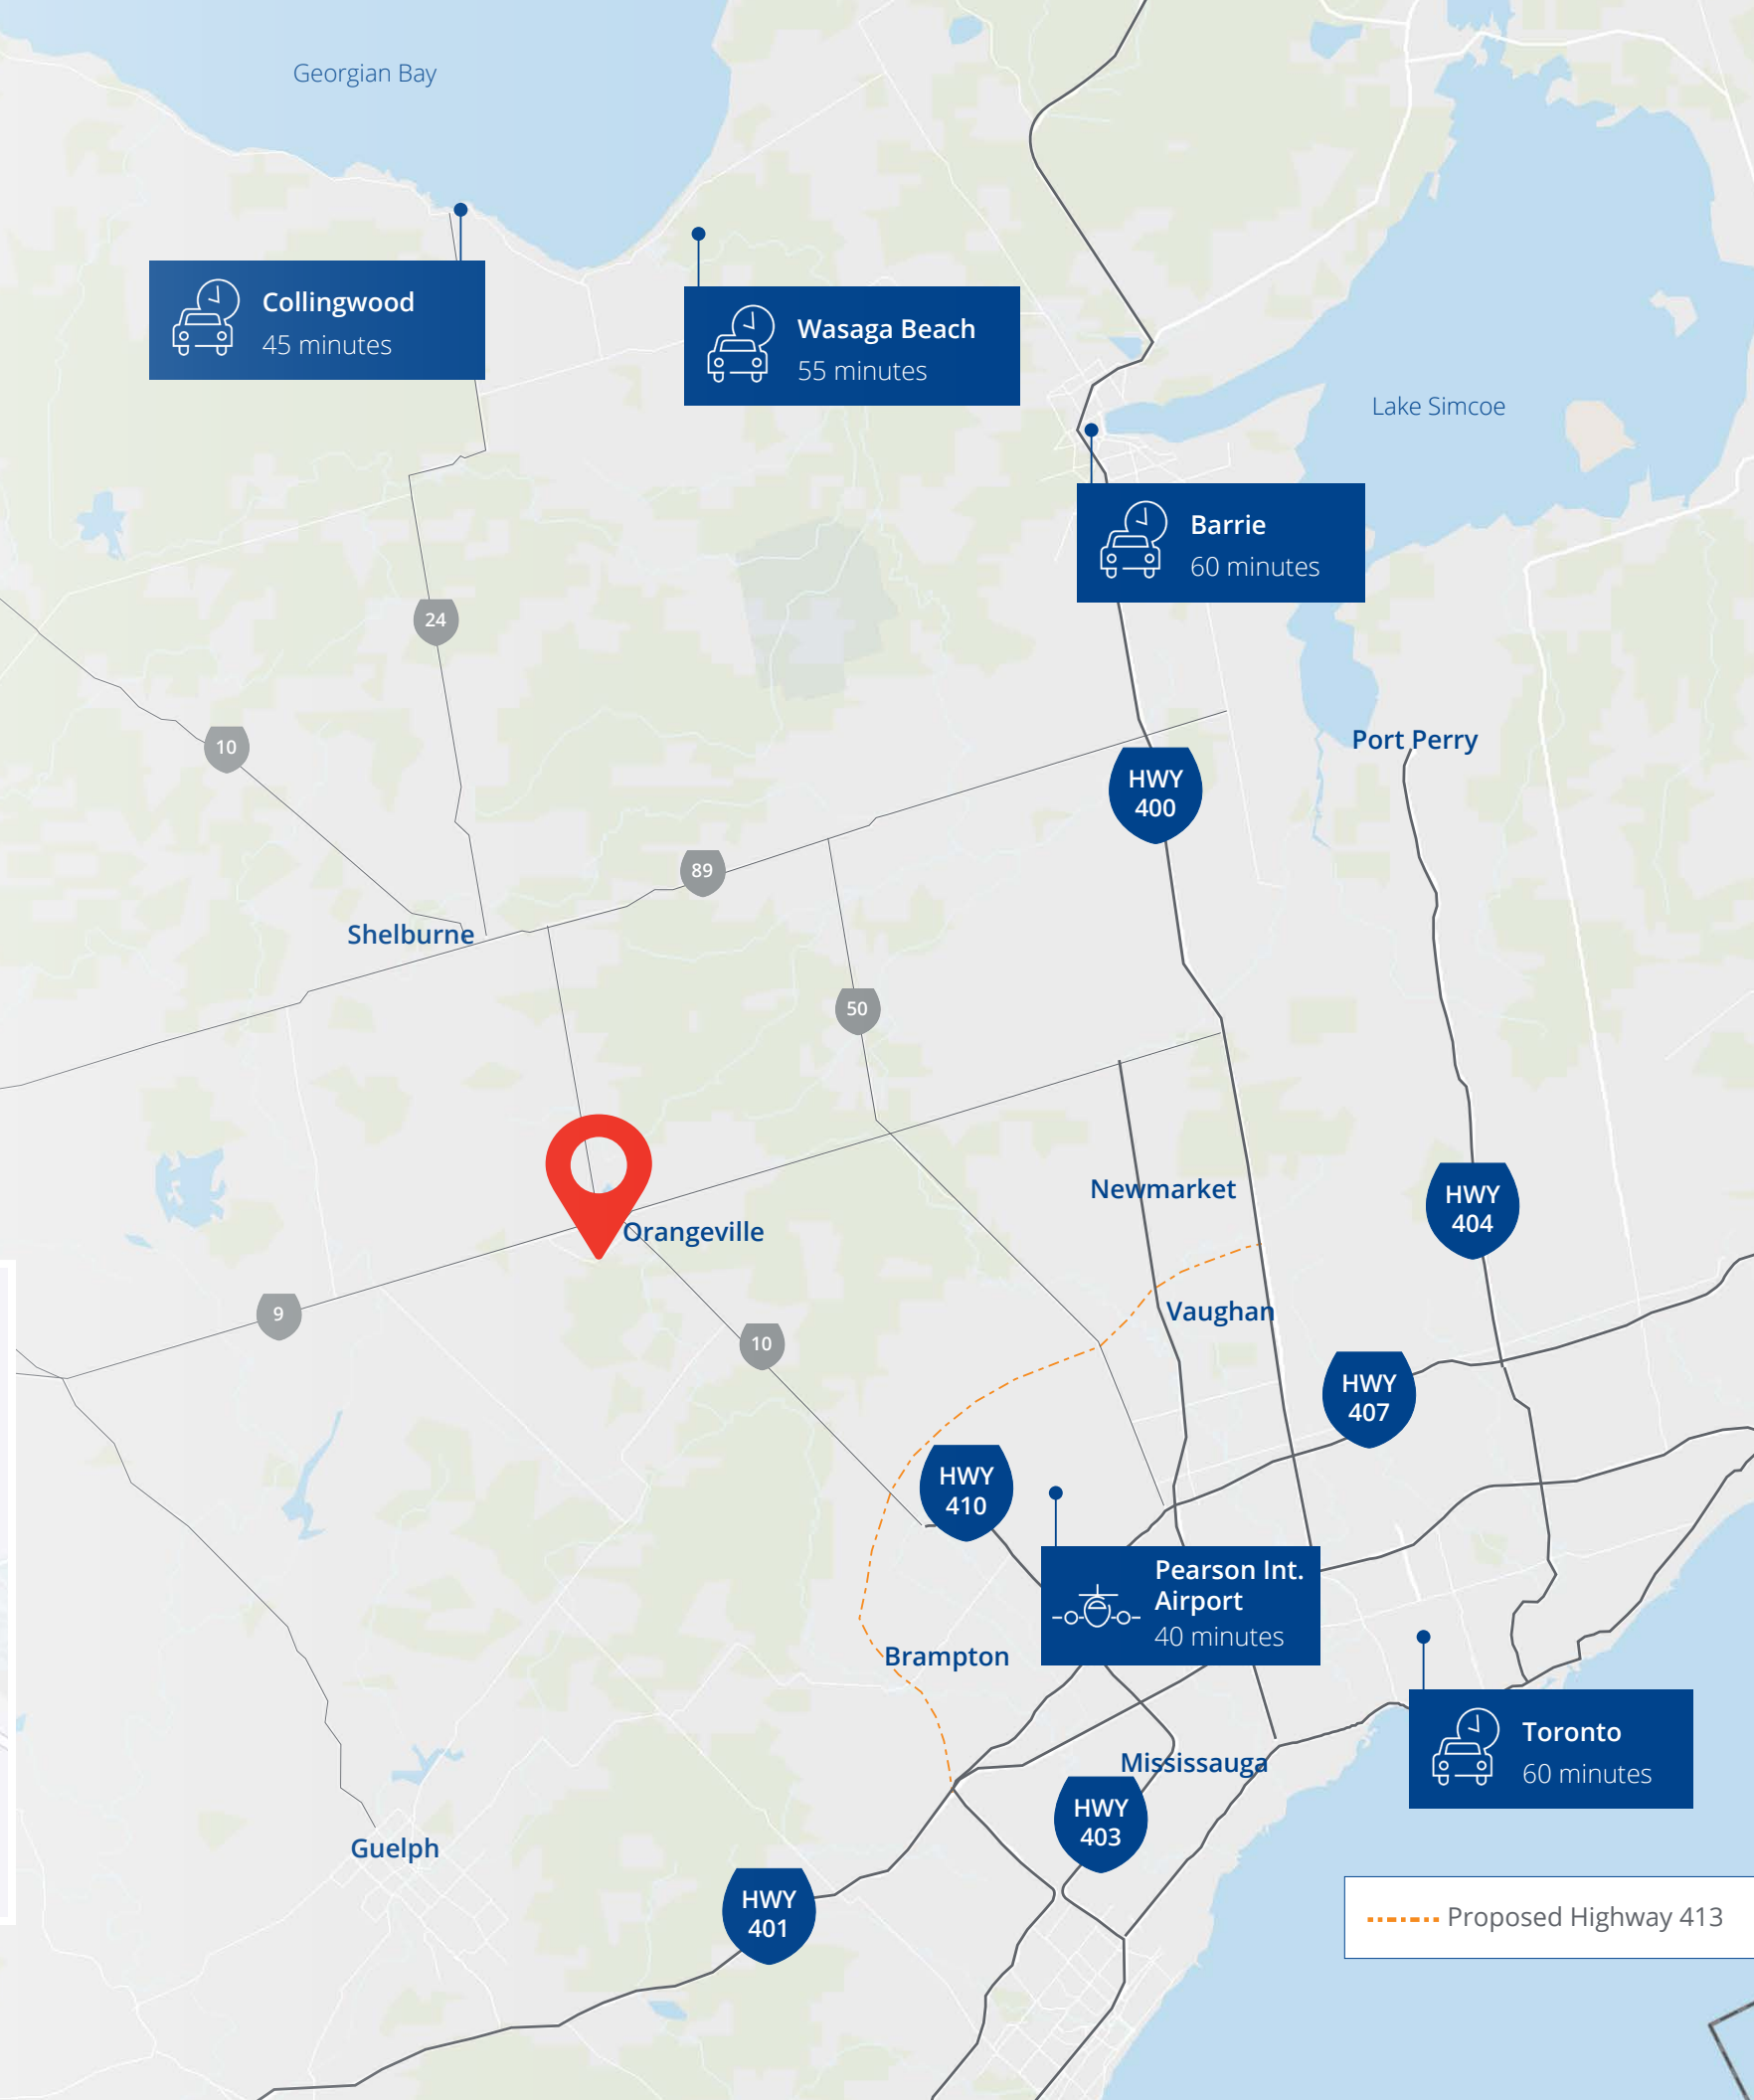 Georgian Bay
Collingwood
45 minutes
Wasaga Beach
55 minutes
Lake Simcoe
Barrie
60 minutes
24
10
Port Perry
HWY
400
89
Shelburne
50
Newmarket
HWY
404
Orangeville
9
Vaughan
10
HWY
407
HWY
410
Pearson Int.
Airport
40 minutes
Brampton
Toronto
60 minutes
Mississauga
HWY
403
Guelph
HWY
401
Proposed Highway 413